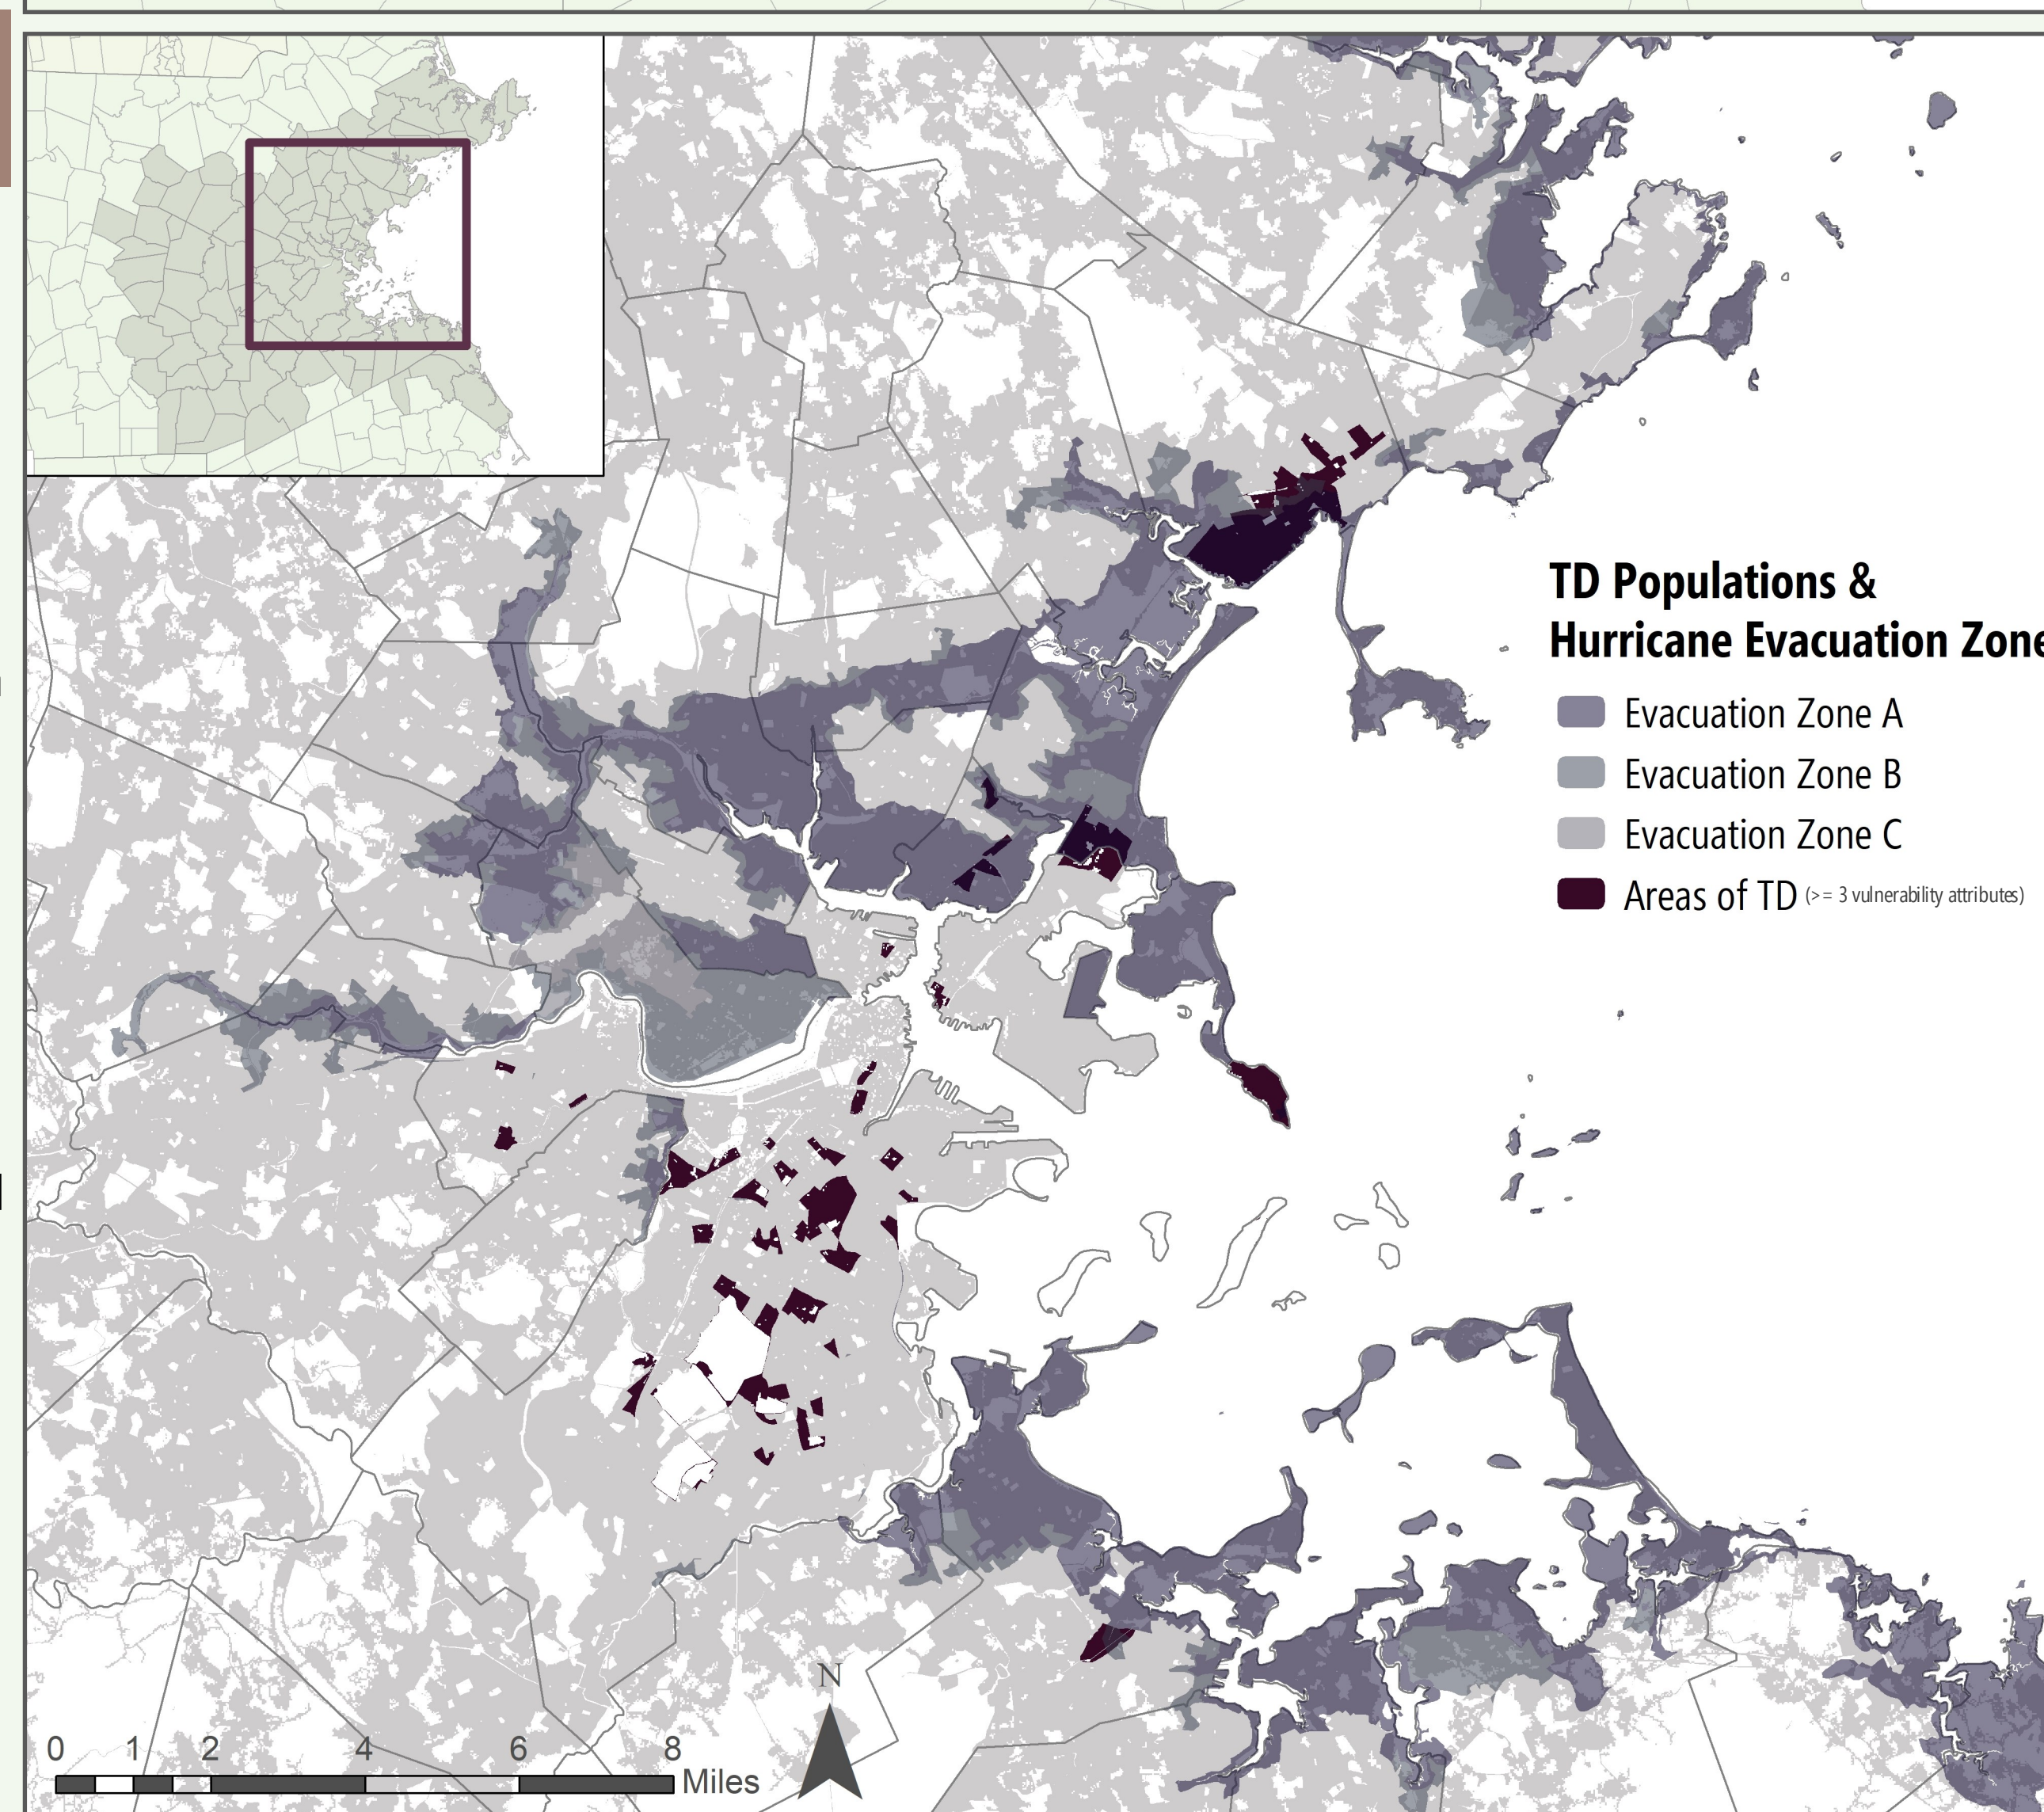 TD Populations &
Hurricane Evacuation Zone
Evacuation Zone A
Evacuation Zone B
Evacuation Zone C
Areas of TD (>= 3 vulnerability attributes)
N
0 1 2 4 6 8
Miles